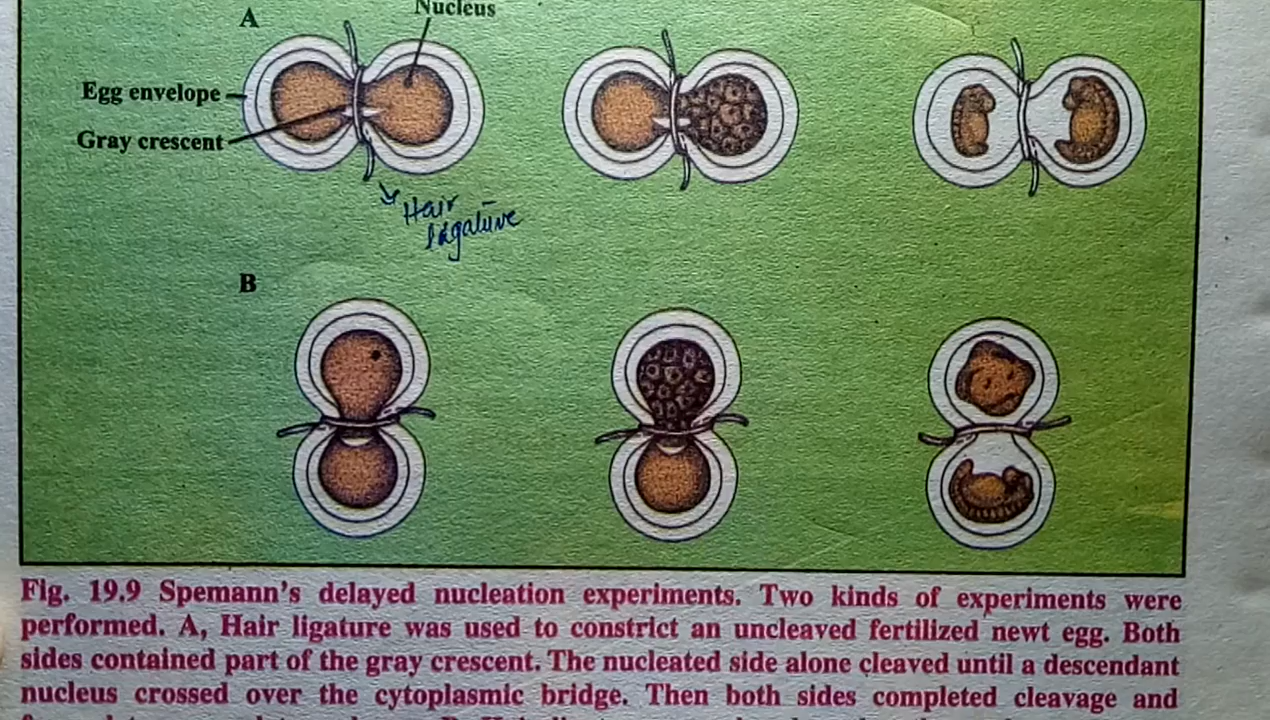 A
Nucleus
Egg envelope
Gray crescent
Hair
ligature
B
Fig. 19.9 Spemann's delayed nucleation experiments. Two kinds of experiments were
performed. A, Hair ligature was used to constrict an uncleaved fertilized newt egg. Both
sides contained part of the gray crescent. The nucleated side alone cleaved until a descendant
nucleus crossed over the cytoplasmic bridge. Then both sides completed cleavage and